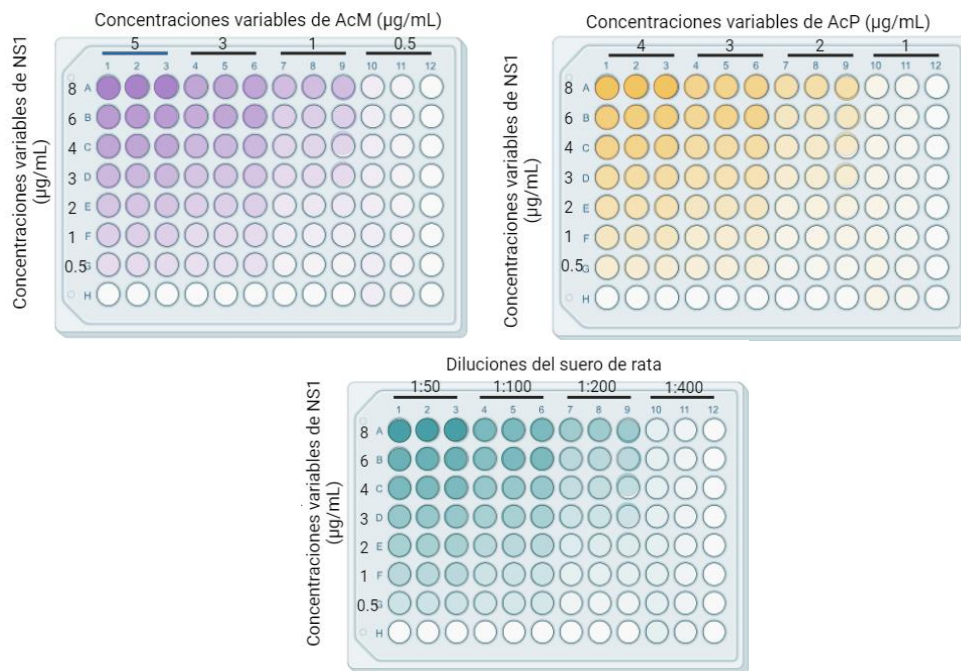 Concentraciones variables de AcM (µg/mL)
5 3 1 0.5
1 2 3 4 5 6 7 8 9 10 11 12
Concentraciones variables de NS1
(µg/mL)
8 A
6 B
4 C
3 D
2 E
1 F
0.5 G
H
Concentraciones variables de AcP (µg/mL)
4 3 2 1
1 2 3 4 5 6 7 8 9 10 11 12
Concentraciones variables de NS1
(µg/mL)
8 A
6 B
4 C
3 D
2 E
1 F
0.5 G
H
Diluciones del suero de rata
1:50 1:100 1:200 1:400
1 2 3 4 5 6 7 8 9 10 11 12
Concentraciones variables de NS1
(µg/mL)
8 A
6 B
4 C
3 D
2 E
1 F
0.5 G
H